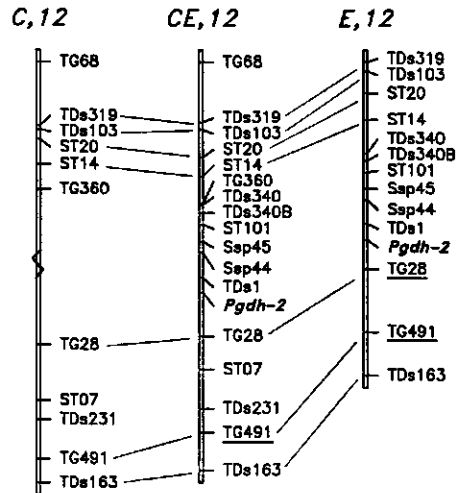 C,12
TG68
TDs319
TDs103
ST20
ST14
TG360
TG28
ST07
TDs231
TG491
TDs163
CE,12
TG68
TDs319
TDs103
ST20
ST14
TG360
TDs340
TDs340B
ST101
Ssp45
Ssp44
TDs1
Pgdh-2
TG28
ST07
TDs231
TG491
TDs163
E,12
TDs319
TDs103
ST20
ST14
TDs340
TDs340B
ST101
Ssp45
Ssp44
TDs1
Pgdh-2
TG28
TG491
TDs163